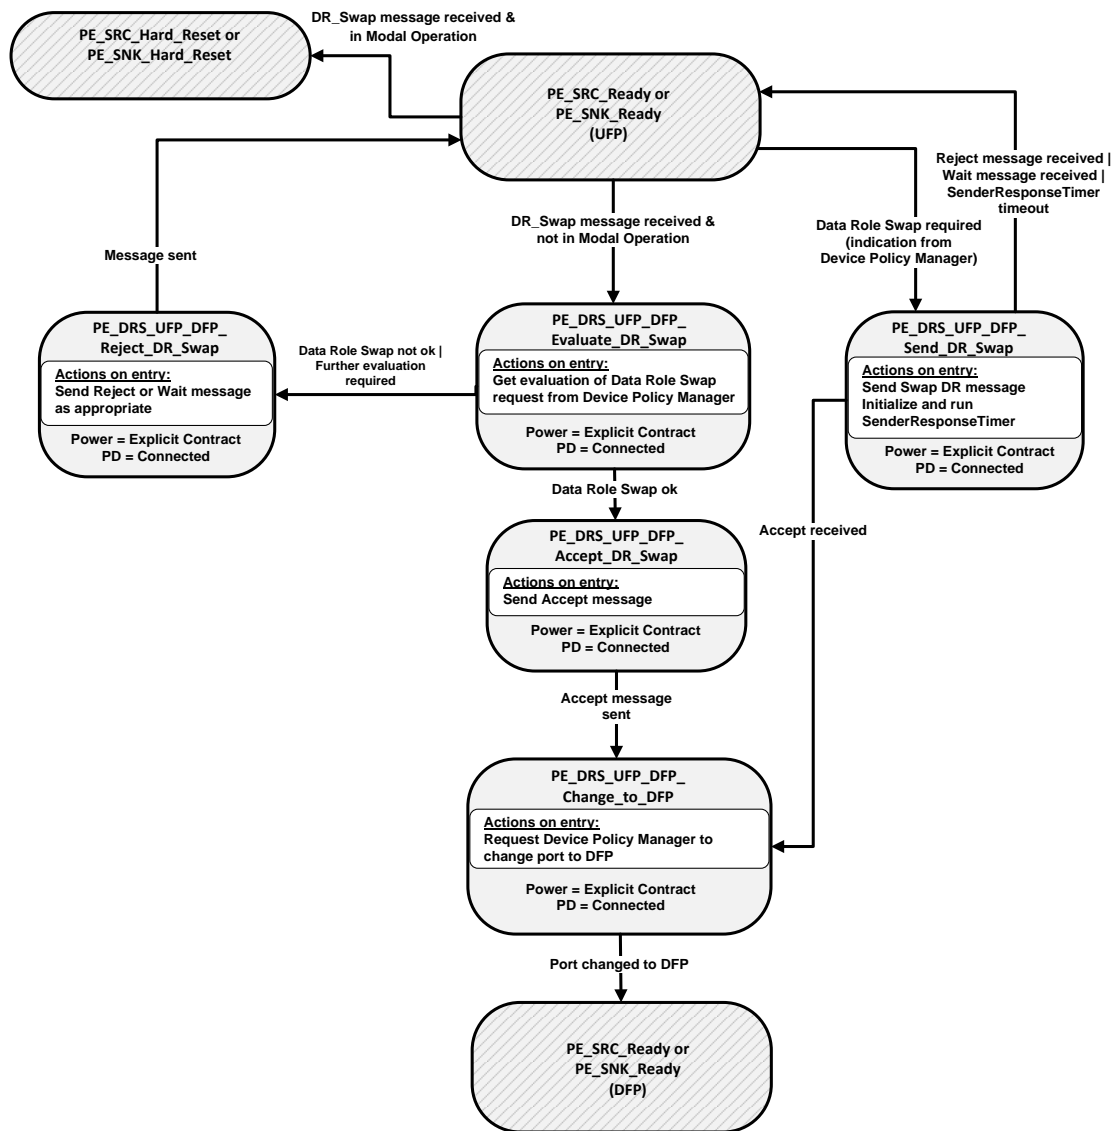 DR_Swap message received &
in Modal Operation
PE_SRC_Hard_Reset or
PE_SNK_Hard_Reset
PE_SRC_Ready or
PE_SNK_Ready
(UFP)
Reject message received |
Wait message received |
SenderResponseTimer
timeout
DR_Swap message received &
not in Modal Operation
Data Role Swap required
(indication from
Device Policy Manager)
Message sent
PE_DRS_UFP_DFP_
Reject_DR_Swap
Actions on entry:
Send Reject or Wait message
as appropriate
Power = Explicit Contract
PD = Connected
Data Role Swap not ok |
Further evaluation
required
PE_DRS_UFP_DFP_
Evaluate_DR_Swap
Actions on entry:
Get evaluation of Data Role Swap
request from Device Policy Manager
Power = Explicit Contract
PD = Connected
PE_DRS_UFP_DFP_
Send_DR_Swap
Actions on entry:
Send Swap DR message
Initialize and run
SenderResponseTimer
Power = Explicit Contract
PD = Connected
Data Role Swap ok
Accept received
PE_DRS_UFP_DFP_
Accept_DR_Swap
Actions on entry:
Send Accept message
Power = Explicit Contract
PD = Connected
Accept message
sent
PE_DRS_UFP_DFP_
Change_to_DFP
Actions on entry:
Request Device Policy Manager to
change port to DFP
Power = Explicit Contract
PD = Connected
Port changed to DFP
PE_SRC_Ready or
PE_SNK_Ready
(DFP)